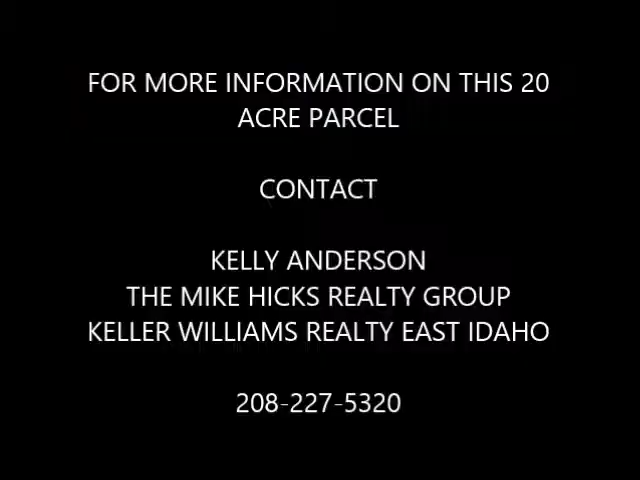 FOR MORE INFORMATION ON THIS 20
ACRE PARCEL
CONTACT
KELLY ANDERSON
THE MIKE HICKS REALTY GROUP
KELLER WILLIAMS REALTY EAST IDAHO
208-227-5320